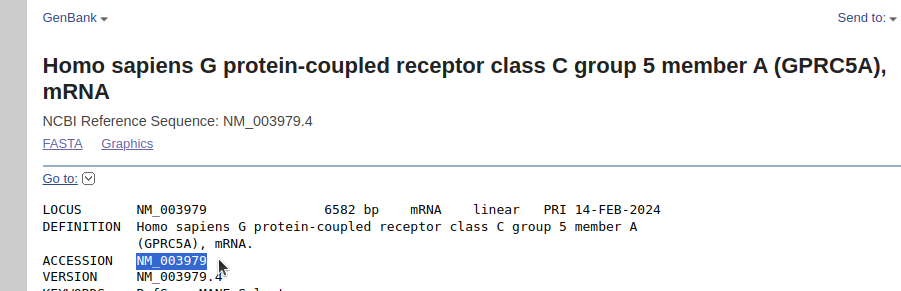 GenBank
Send to:
Homo sapiens G protein-coupled receptor class C group 5 member A (GPRC5A),
mRNA
NCBI Reference Sequence: NM_003979.4
FASTA Graphics
Go to:
LOCUS NM_003979 6582 bp mRNA linear PRI 14-FEB-2024
DEFINITION Homo sapiens G protein-coupled receptor class C group 5 member A
(GPRC5A), mRNA.
ACCESSION NM_003979
VERSION NM_003979.4